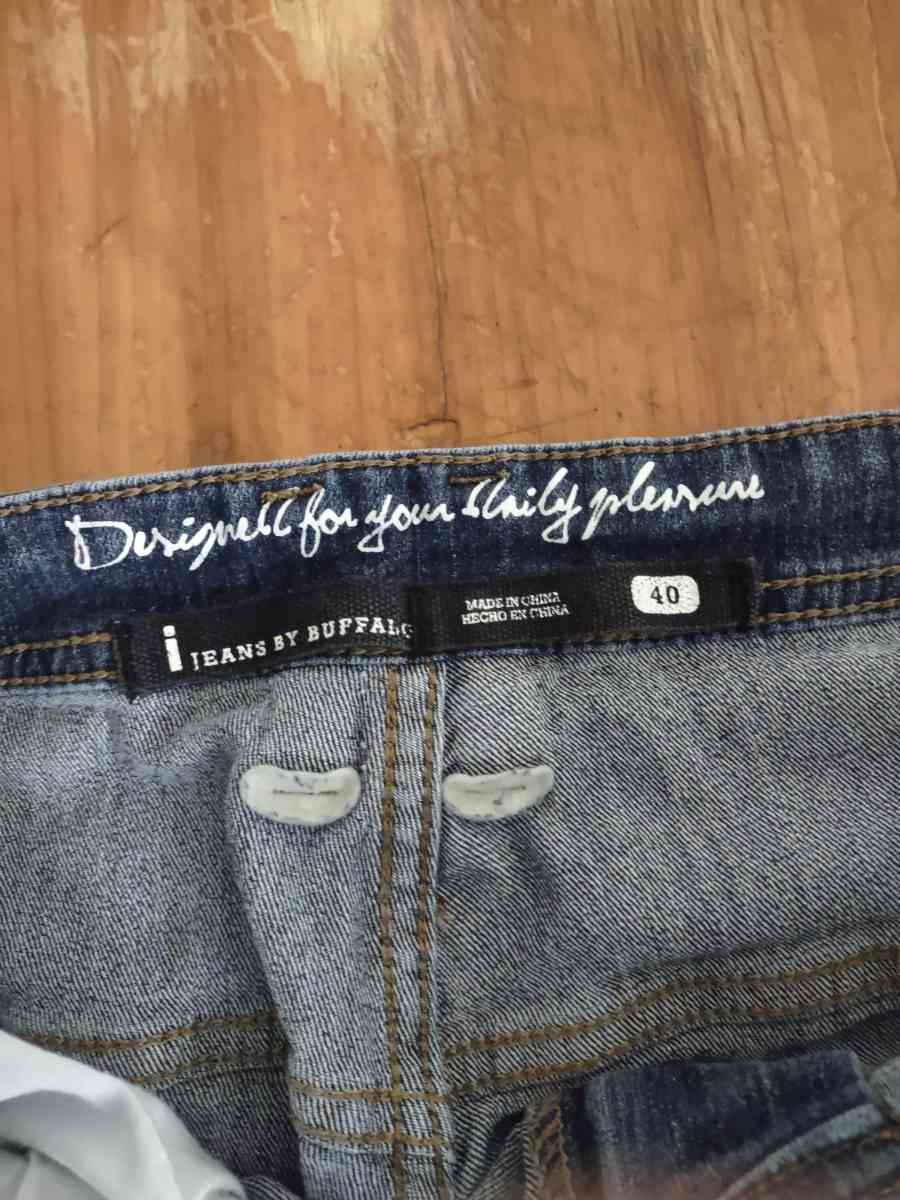 Designed for your daily pleasure
i JEANS BY BUFFALO
MADE IN CHINA
HECHO EN CHINA
40